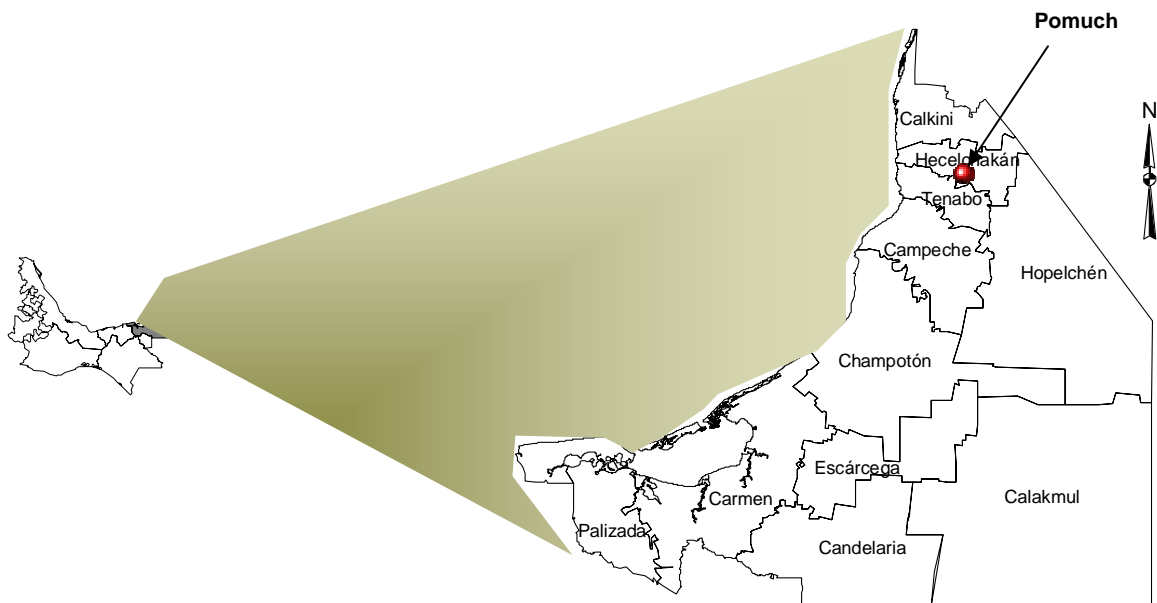 Pomuch
N
Calkini
Hecelchakán
Tenabo
Campeche
Hopelchén
Champotón
Escárcega
Calakmul
Carmen
Palizada
Candelaria